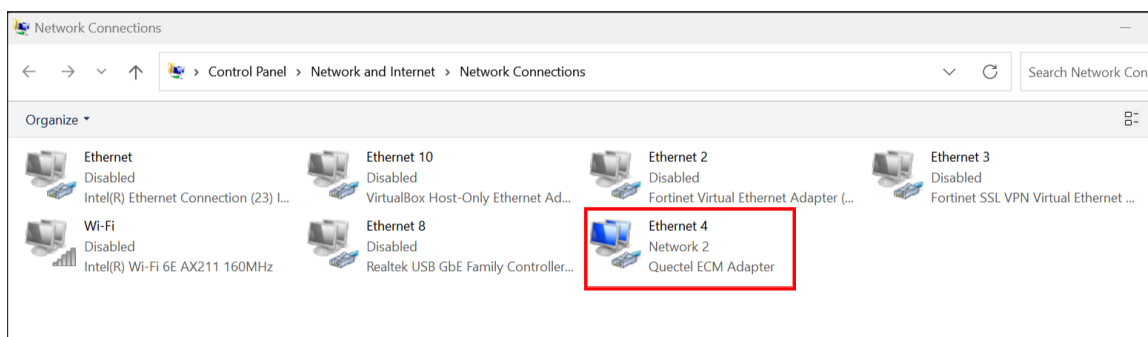 Network Connections
Control Panel > Network and Internet > Network Connections
Search Network Con
Organize
Ethernet
Disabled
Intel(R) Ethernet Connection (23) I...
Ethernet 10
Disabled
VirtualBox Host-Only Ethernet Ad...
Ethernet 2
Disabled
Fortinet Virtual Ethernet Adapter (...
Ethernet 3
Disabled
Fortinet SSL VPN Virtual Ethernet ...
Wi-Fi
Disabled
Intel(R) Wi-Fi 6E AX211 160MHz
Ethernet 8
Disabled
Realtek USB GbE Family Controller...
Ethernet 4
Network 2
Quectel ECM Adapter